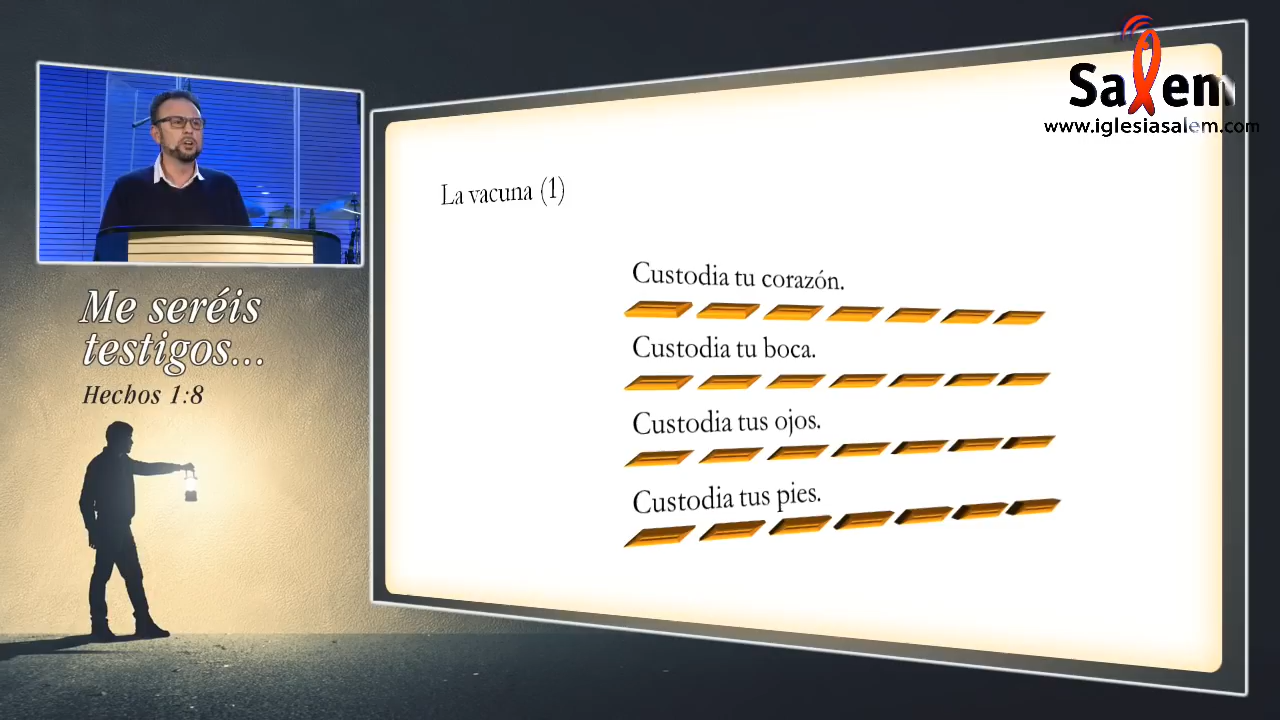 Salem
www.iglesiasalem.com
La vacuna (1)
Custodia tu corazón.
Custodia tu boca.
Custodia tus ojos.
Custodia tus pies.
Me seréis
testigos...
Hechos 1:8